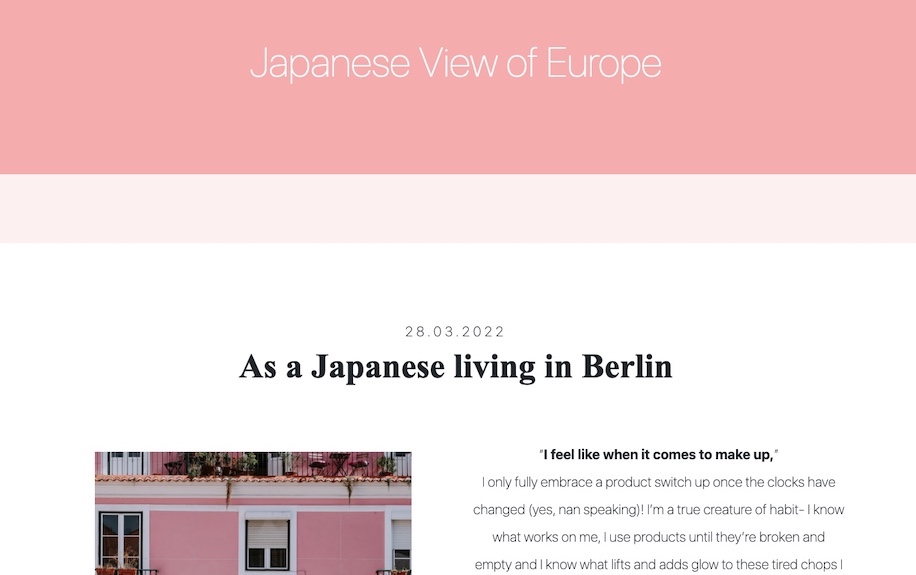 Japanese View of Europe
28.03.2022
As a Japanese living in Berlin
"I feel like when it comes to make up,"
I only fully embrace a product switch up once the clocks have
changed (yes, nan speaking)! I'm a true creature of habit- I know
what works on me, I use products until they're broken and
empty and I know what lifts and adds glow to these tired chops I